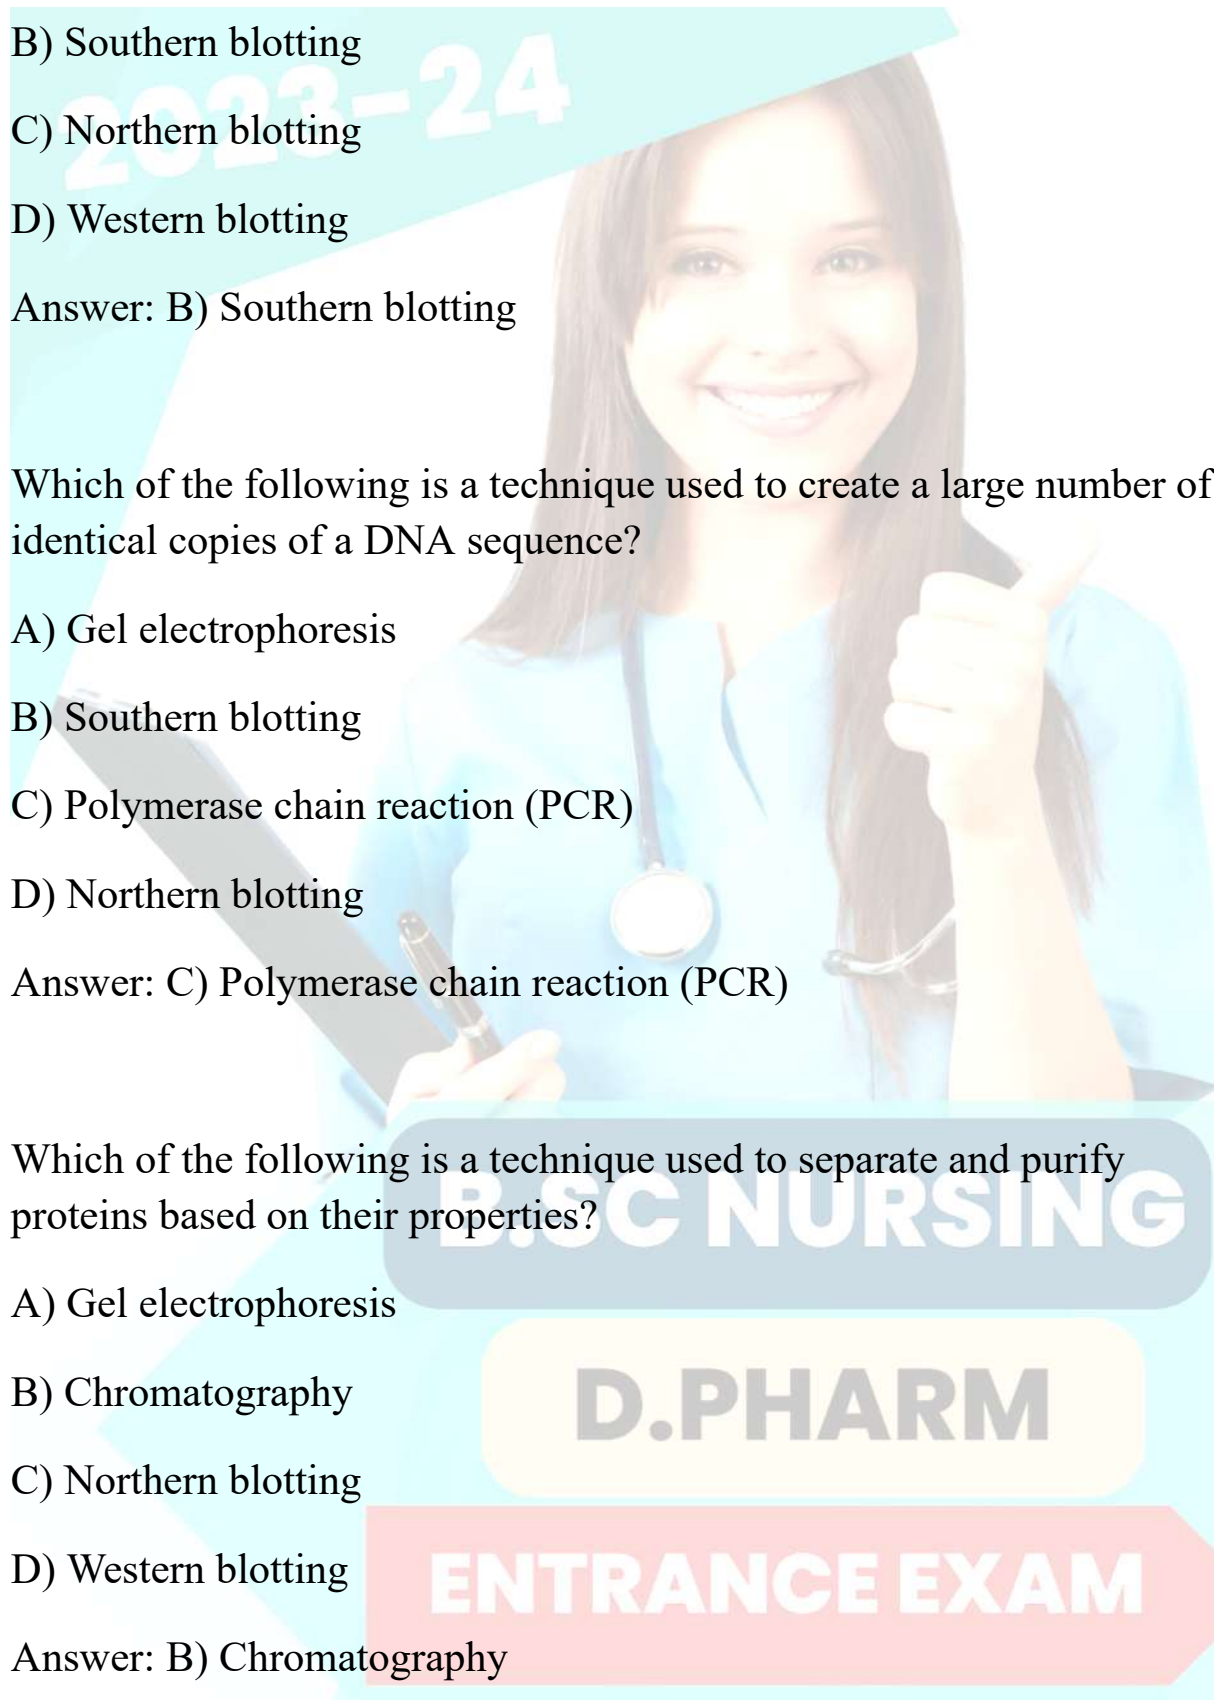 B) Southern blotting
2023-24
C) Northern blotting
D) Western blotting
Answer: B) Southern blotting
Which of the following is a technique used to create a large number of
identical copies of a DNA sequence?
A) Gel electrophoresis
B) Southern blotting
C) Polymerase chain reaction (PCR)
D) Northern blotting
Answer: C) Polymerase chain reaction (PCR)
Which of the following is a technique used to separate and purify
proteins based on their properties?
B.SC NURSING
A) Gel electrophoresis
B) Chromatography
D.PHARM
C) Northern blotting
D) Western blotting
ENTRANCE EXAM
Answer: B) Chromatography